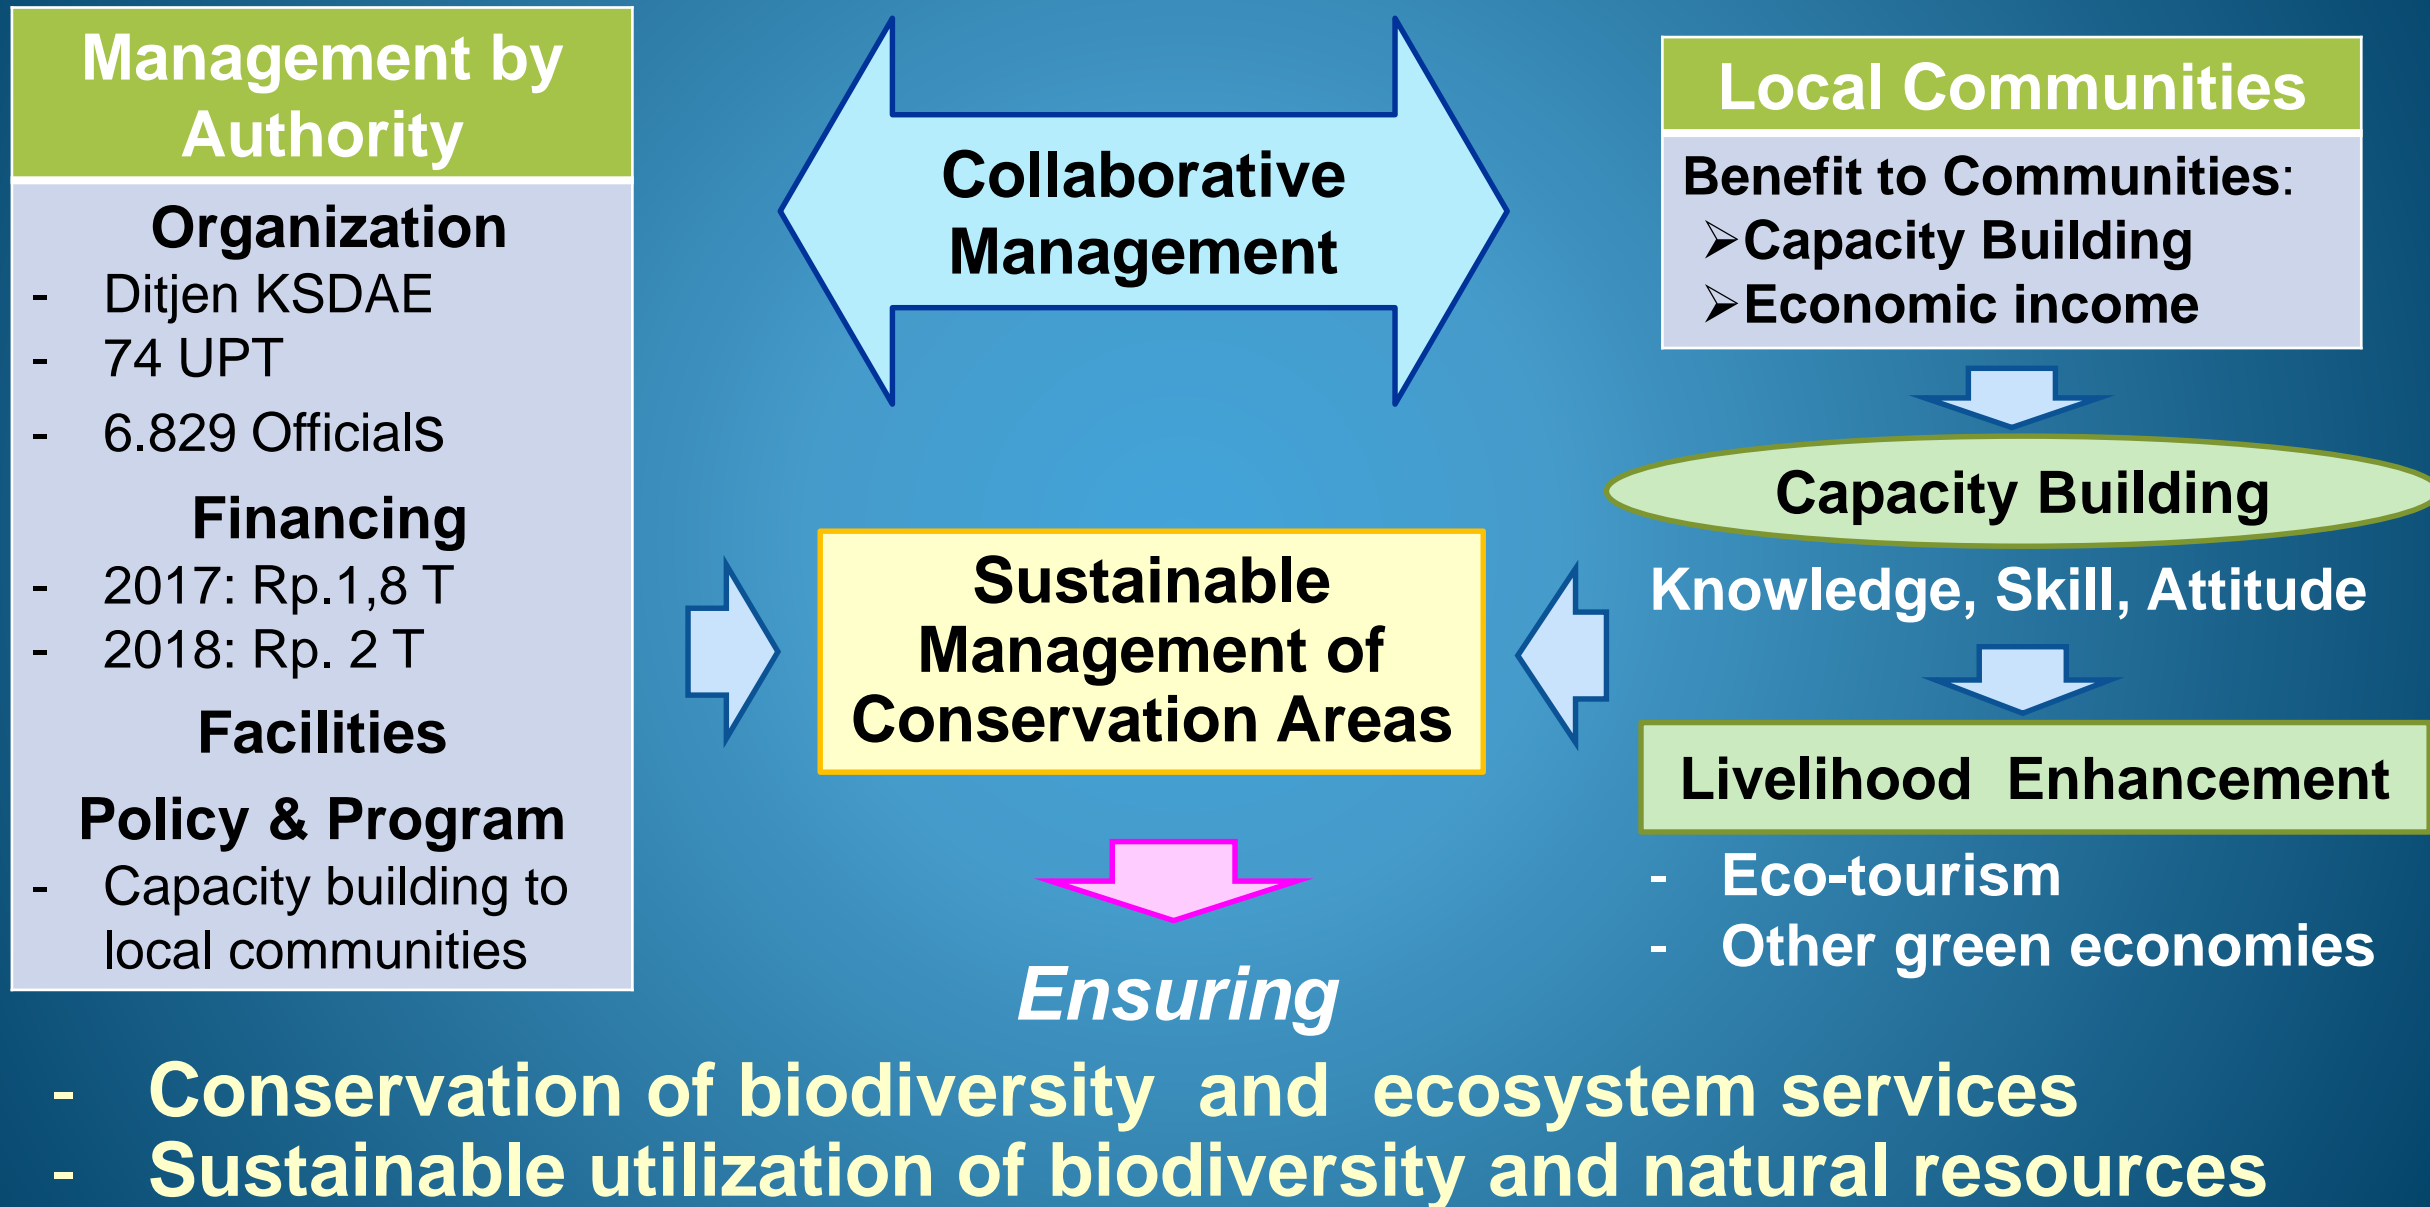 Management by
Authority
Organization
- Ditjen KSDAE
- 74 UPT
- 6.829 Officials
Financing
- 2017: Rp.1,8 T
- 2018: Rp. 2 T
Facilities
Policy & Program
- Capacity building to
local communities
Collaborative
Management
Sustainable
Management of
Conservation Areas
Local Communities
Benefit to Communities:
➢Capacity Building
➢Economic income
Capacity Building
Knowledge, Skill, Attitude
Livelihood Enhancement
- Eco-tourism
- Other green economies
Ensuring
- Conservation of biodiversity and ecosystem services
- Sustainable utilization of biodiversity and natural resources